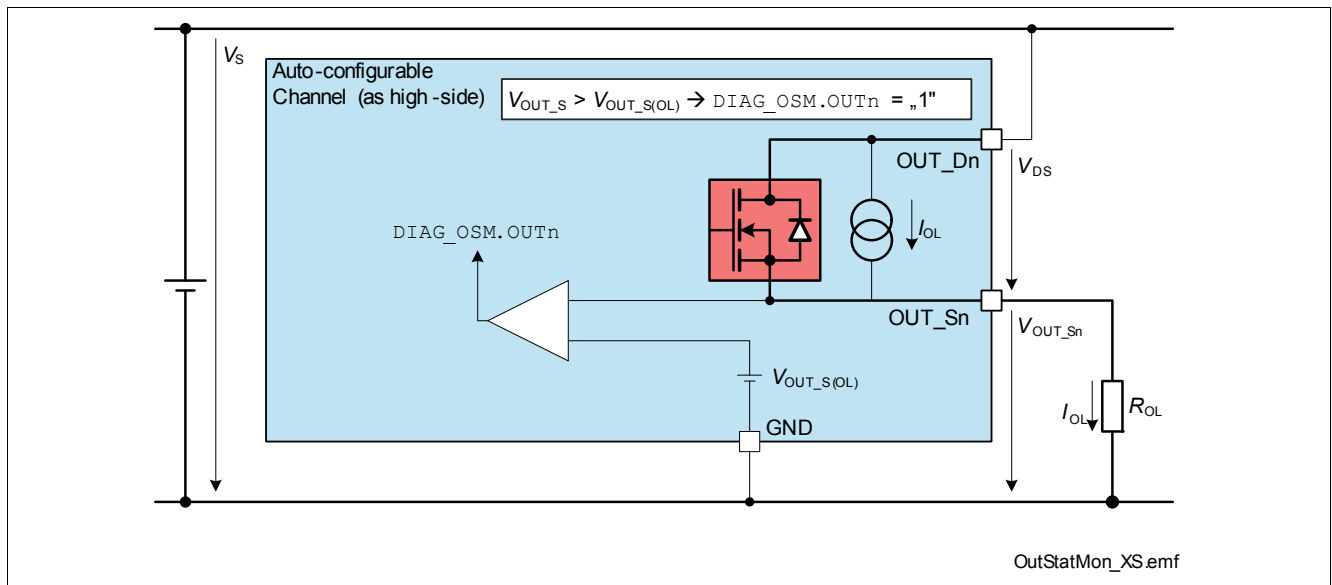 VS
Auto-configurable
Channel (as high -side)
VOUT_S > VOUT_S(OL) → DIAG_OSM.OUTn = „1"
OUT_Dn
VDS
IOL
DIAG_OSM.OUTn
OUT_Sn
VOUT_Sn
VOUT_S(OL)
IOL
ROL
GND
OutStatMon_XS.emf